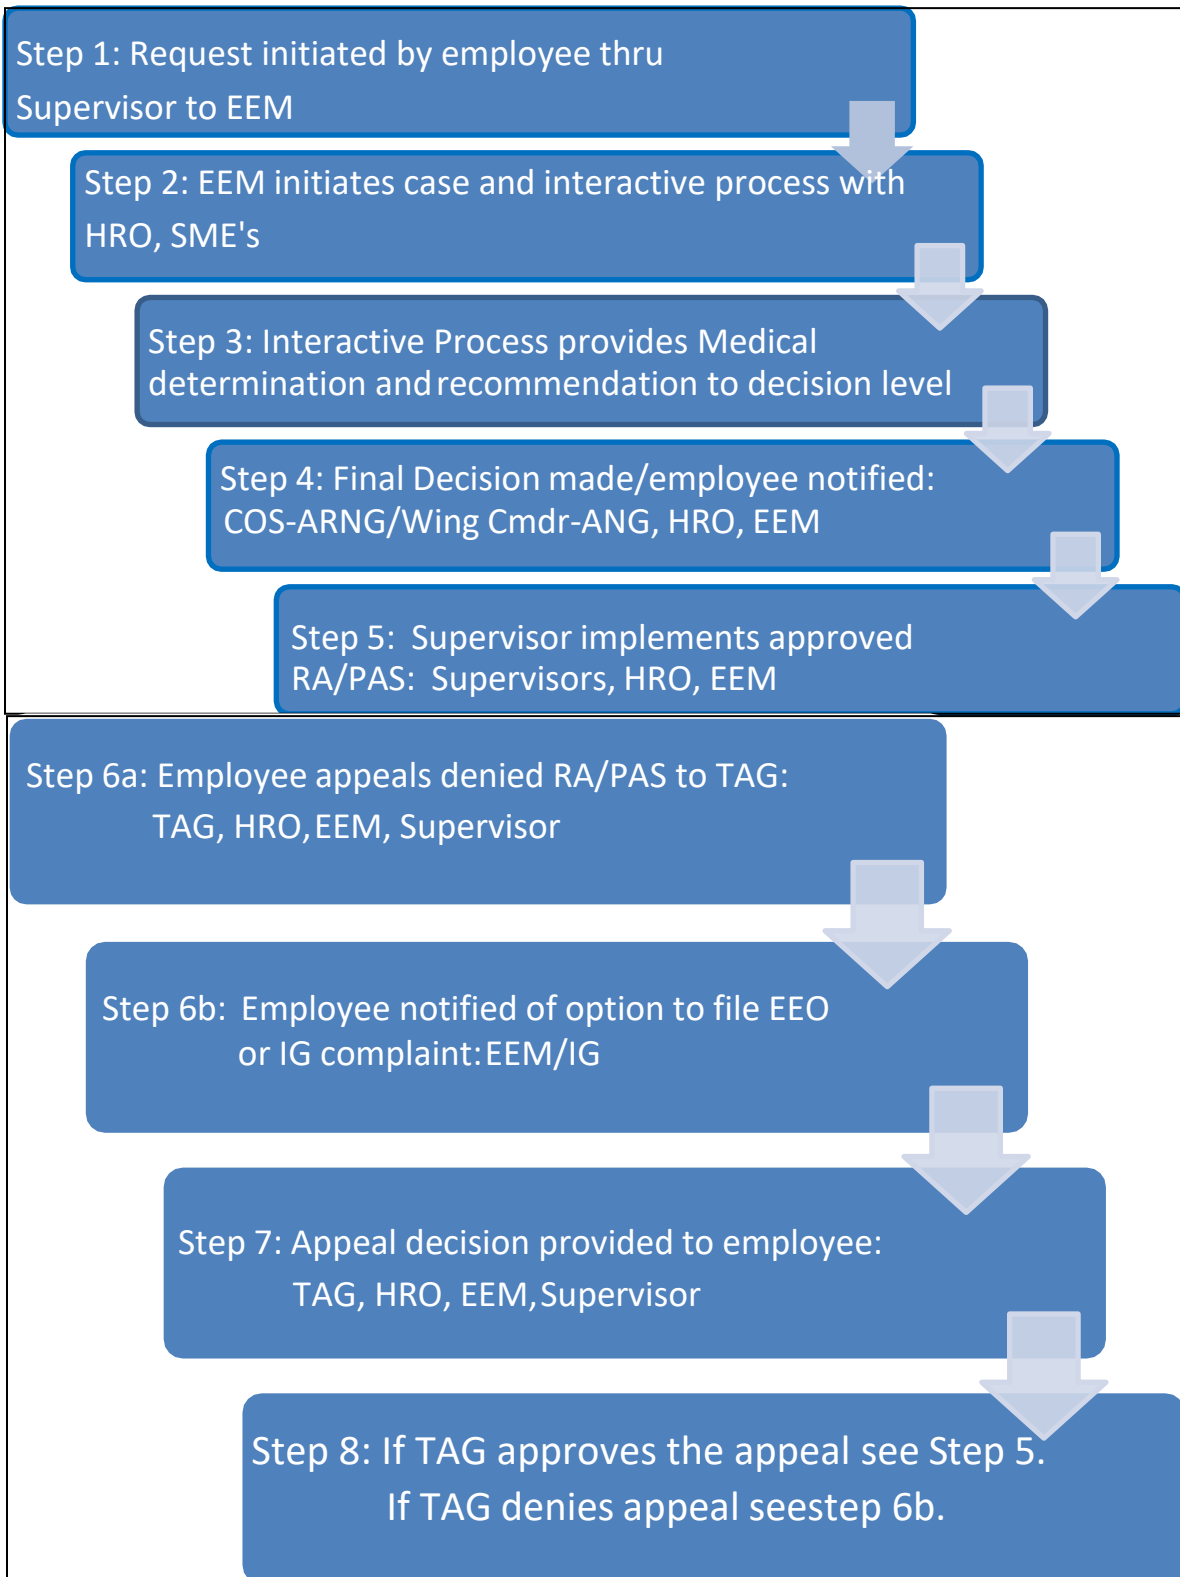 Step 1: Request initiated by employee thru
Supervisor to EEM
Step 2: EEM initiates case and interactive process with
HRO, SME's
Step 3: Interactive Process provides Medical
determination and recommendation to decision level
Step 4: Final Decision made/employee notified:
COS-ARNG/Wing Cmdr-ANG, HRO, EEM
Step 5: Supervisor implements approved
RA/PAS: Supervisors, HRO, EEM
Step 6a: Employee appeals denied RA/PAS to TAG:
TAG, HRO, EEM, Supervisor
Step 6b: Employee notified of option to file EEO
or IG complaint: EEM/IG
Step 7: Appeal decision provided to employee:
TAG, HRO, EEM, Supervisor
Step 8: If TAG approves the appeal see Step 5.
If TAG denies appeal seestep 6b.